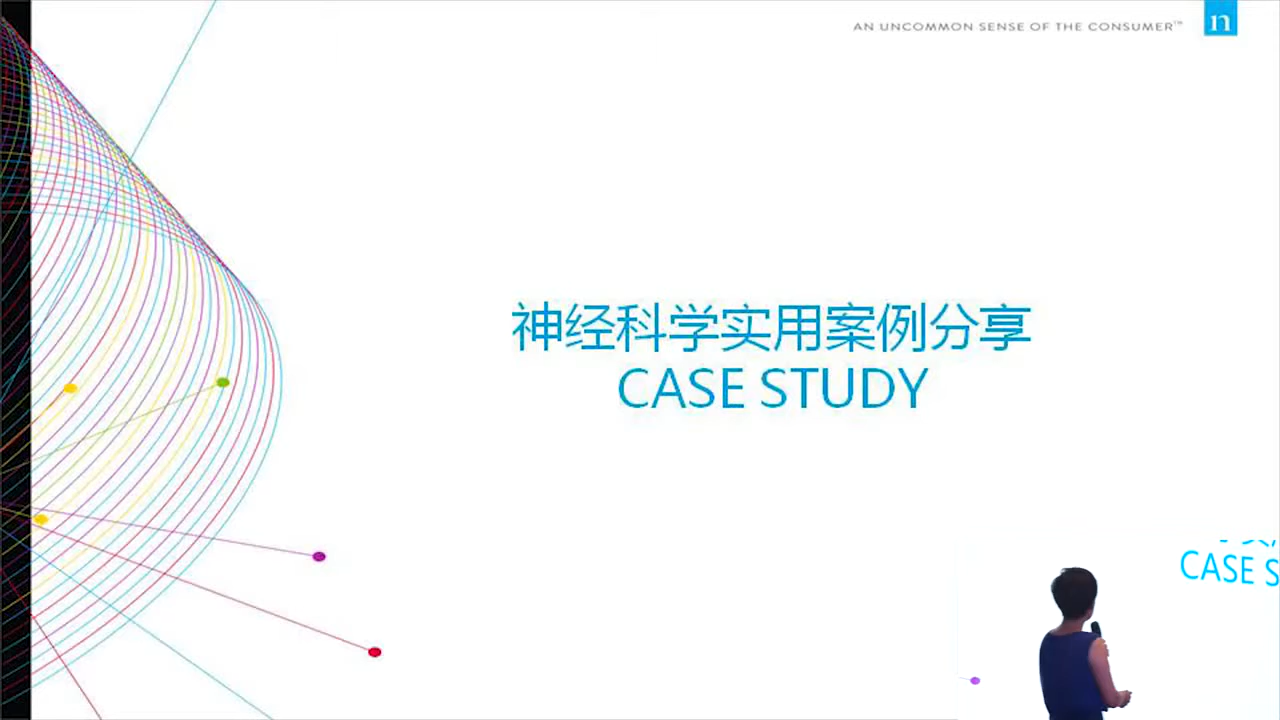 AN UNCOMMON SENSE OF THE CONSUMER™
n
神经科学实用案例分享
CASE STUDY
CASE S